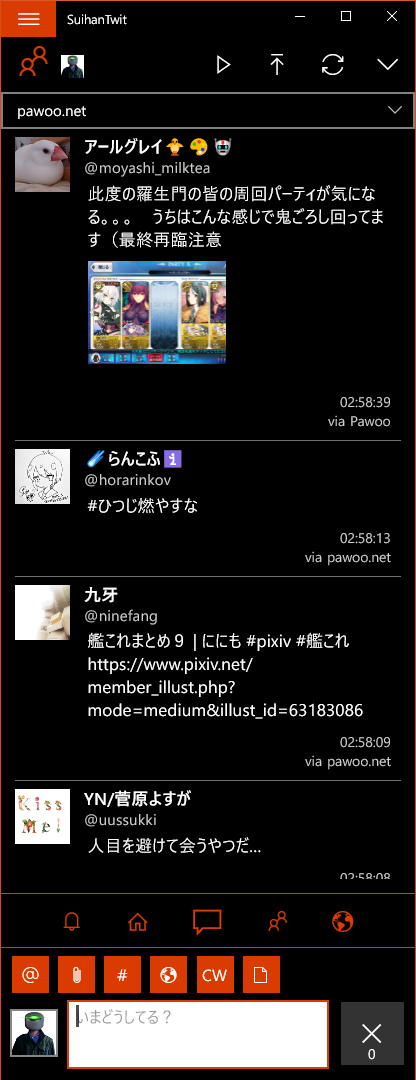 SuihanTwit
pawoo.net
アールグレイ
@moyashi_milktea
此度の羅生門の皆の周回パーティが気にな
る。。。　うちはこんな感じで鬼ごろし回ってま
す（最終再臨注意
02:58:39
via Pawoo
らんこふ
@horarinkov
#ひつじ燃やすな
02:58:13
via pawoo.net
九牙
@ninefang
艦これまとめ９ | ににも #pixiv #艦これ
https://www.pixiv.net/
member_illust.php?
mode=medium&illust_id=63183086
02:58:09
via pawoo.net
Kiss
Me!
YN/菅原よすが
@uussukki
人目を避けて会うやつだ...
02:58:08
@
#
CW
いまどうしてる？
0